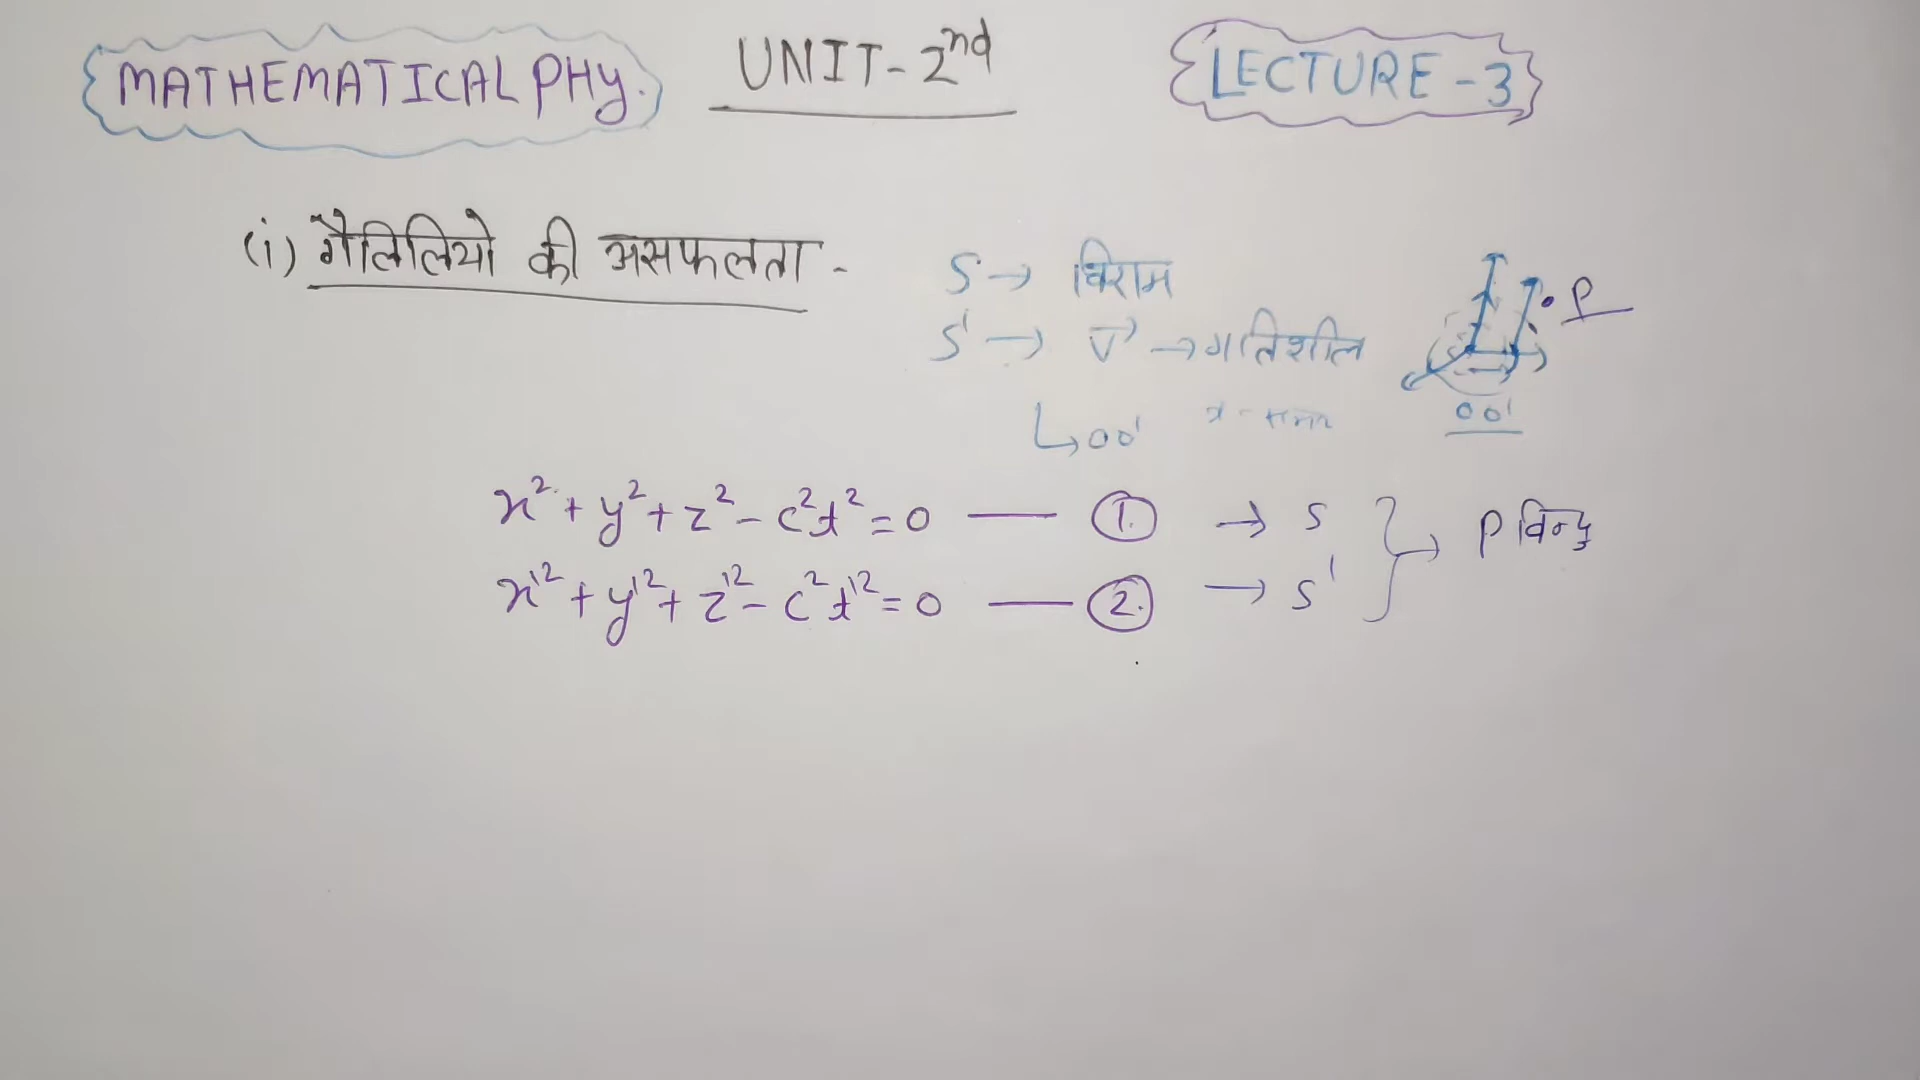 MATHEMATICAL PHY. UNIT-2nd LECTURE-3
(i) गैलिलियो की असफलता -
S → विराम
S' → v → गतिशील
P
↳ OO'
OO'
x² + y² + z² - c²t² = 0 —— ①. → S
x'² + y'² + z'² - c²t'² = 0 —— ②. → S'
} → P बिन्दु